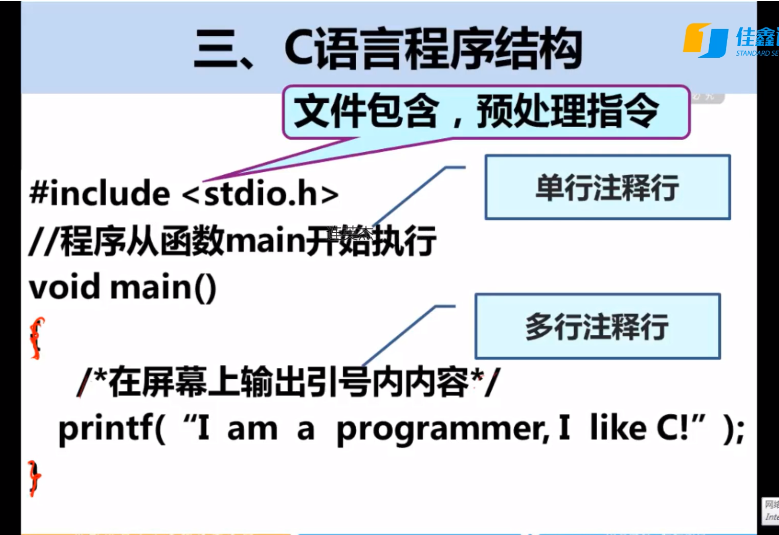 三、C语言程序结构
佳鑫
STANDARD SE
文件包含，预处理指令
#include <stdio.h>
单行注释行
//程序从函数main开始执行
void main()
{
多行注释行
/*在屏幕上输出引号内内容*/
printf( “I am a programmer, I like C!” );
}